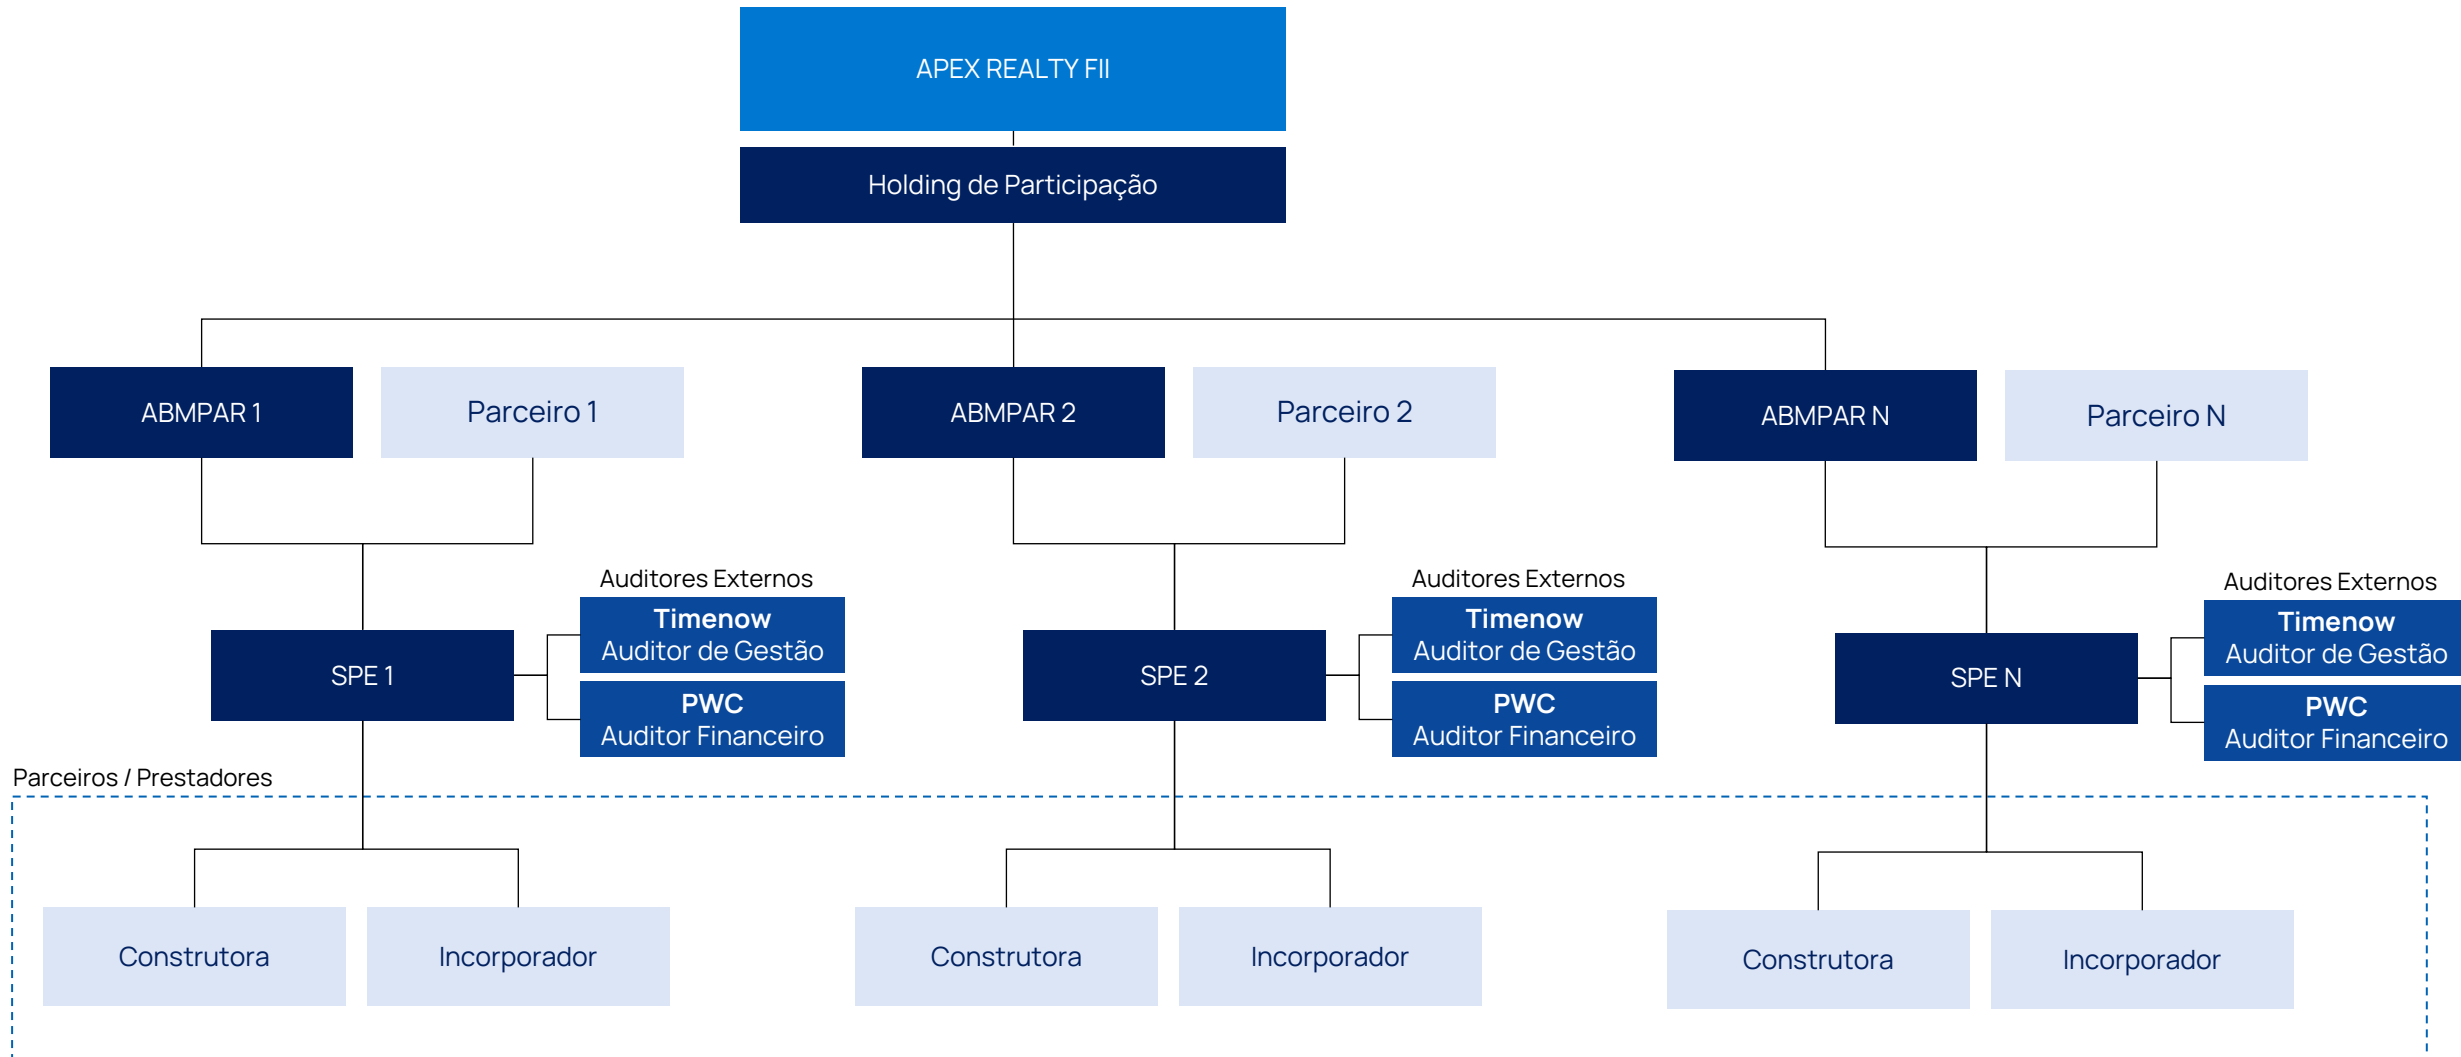 APEX REALTY FII
Holding de Participação
ABMPAR 1
Parceiro 1
ABMPAR 2
Parceiro 2
ABMPAR N
Parceiro N
Auditores Externos
Timenow
Auditor de Gestão
SPE 1
PWC
Auditor Financeiro
Auditores Externos
Timenow
Auditor de Gestão
SPE 2
PWC
Auditor Financeiro
Auditores Externos
Timenow
Auditor de Gestão
SPE N
PWC
Auditor Financeiro
Parceiros / Prestadores
Construtora
Incorporador
Construtora
Incorporador
Construtora
Incorporador